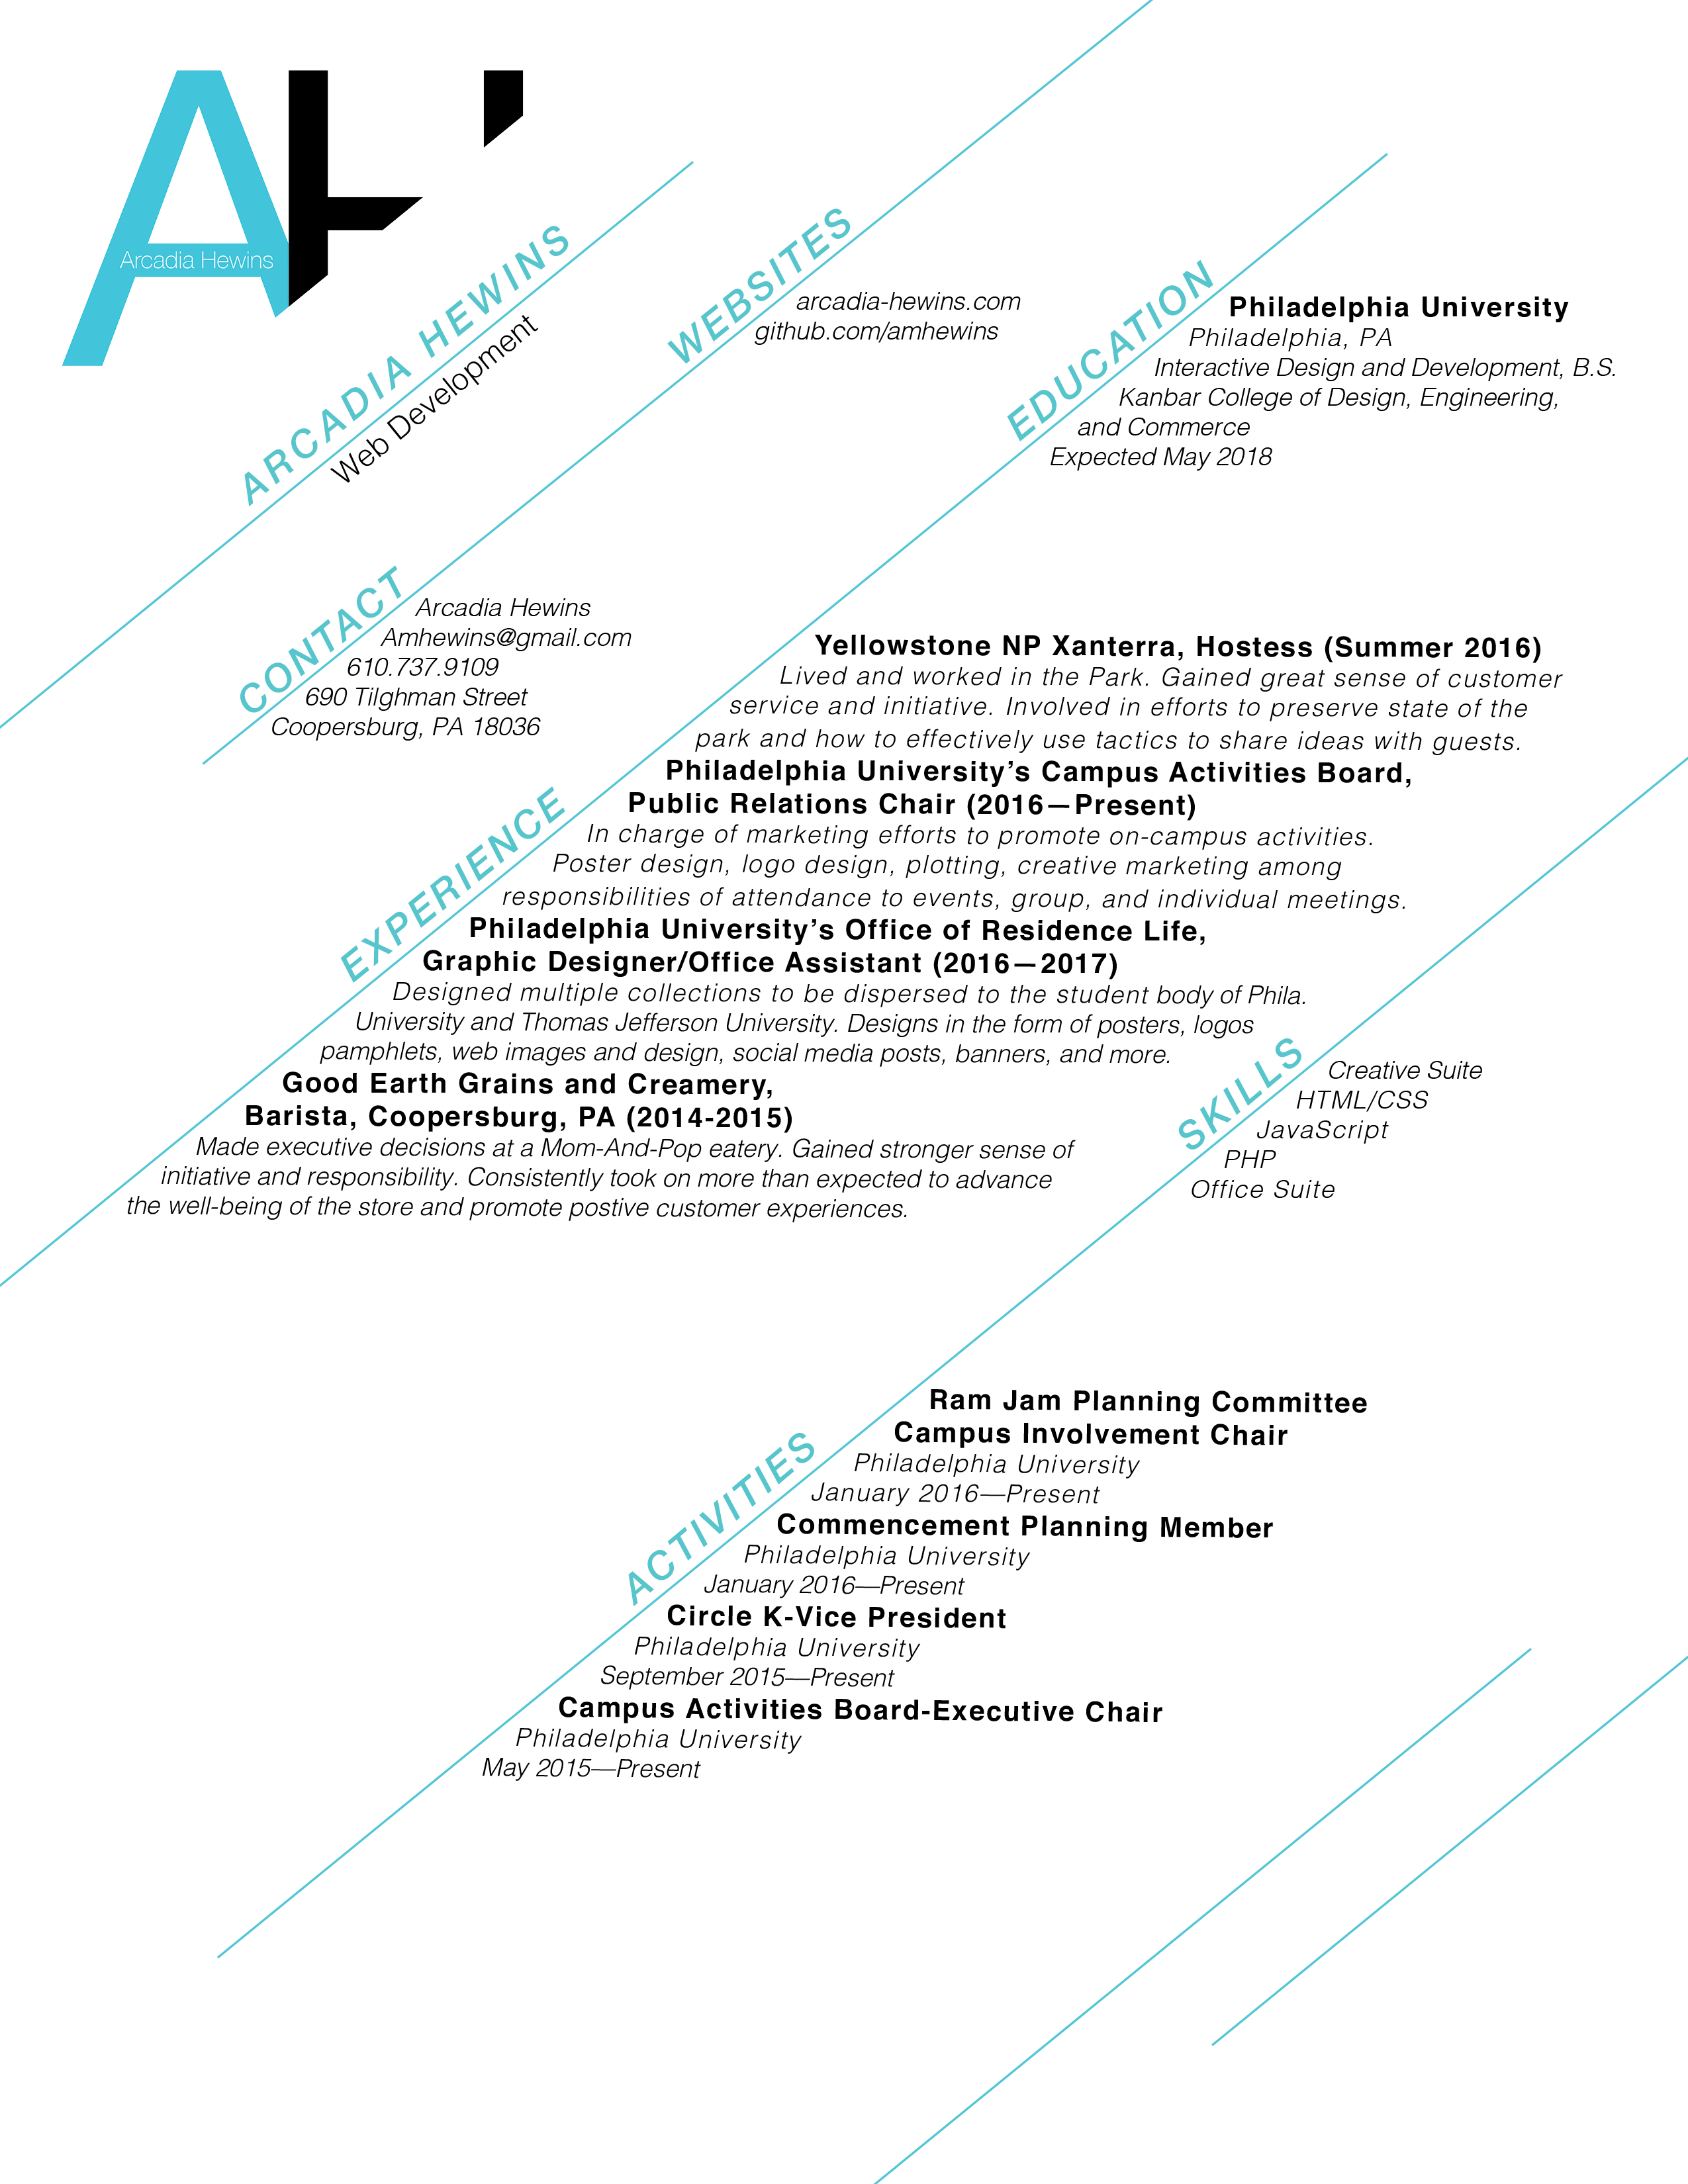 AH
Arcadia Hewins
ARCADIA HEWINS
Web Development
WEBSITES
arcadia-hewins.com
github.com/amhewins
EDUCATION
Philadelphia University
Philadelphia, PA
Interactive Design and Development, B.S.
Kanbar College of Design, Engineering,
and Commerce
Expected May 2018
CONTACT
Arcadia Hewins
Amhewins@gmail.com
610.737.9109
690 Tilghman Street
Coopersburg, PA 18036
EXPERIENCE
Yellowstone NP Xanterra, Hostess (Summer 2016)
Lived and worked in the Park. Gained great sense of customer
service and initiative. Involved in efforts to preserve state of the
park and how to effectively use tactics to share ideas with guests.
Philadelphia University’s Campus Activities Board,
Public Relations Chair (2016—Present)
In charge of marketing efforts to promote on-campus activities.
Poster design, logo design, plotting, creative marketing among
responsibilities of attendance to events, group, and individual meetings.
Philadelphia University’s Office of Residence Life,
Graphic Designer/Office Assistant (2016—2017)
Designed multiple collections to be dispersed to the student body of Phila.
University and Thomas Jefferson University. Designs in the form of posters, logos
pamphlets, web images and design, social media posts, banners, and more.
Good Earth Grains and Creamery,
Barista, Coopersburg, PA (2014-2015)
Made executive decisions at a Mom-And-Pop eatery. Gained stronger sense of
initiative and responsibility. Consistently took on more than expected to advance
the well-being of the store and promote postive customer experiences.
SKILLS
Creative Suite
HTML/CSS
JavaScript
PHP
Office Suite
ACTIVITIES
Ram Jam Planning Committee
Campus Involvement Chair
Philadelphia University
January 2016—Present
Commencement Planning Member
Philadelphia University
January 2016—Present
Circle K-Vice President
Philadelphia University
September 2015—Present
Campus Activities Board-Executive Chair
Philadelphia University
May 2015—Present